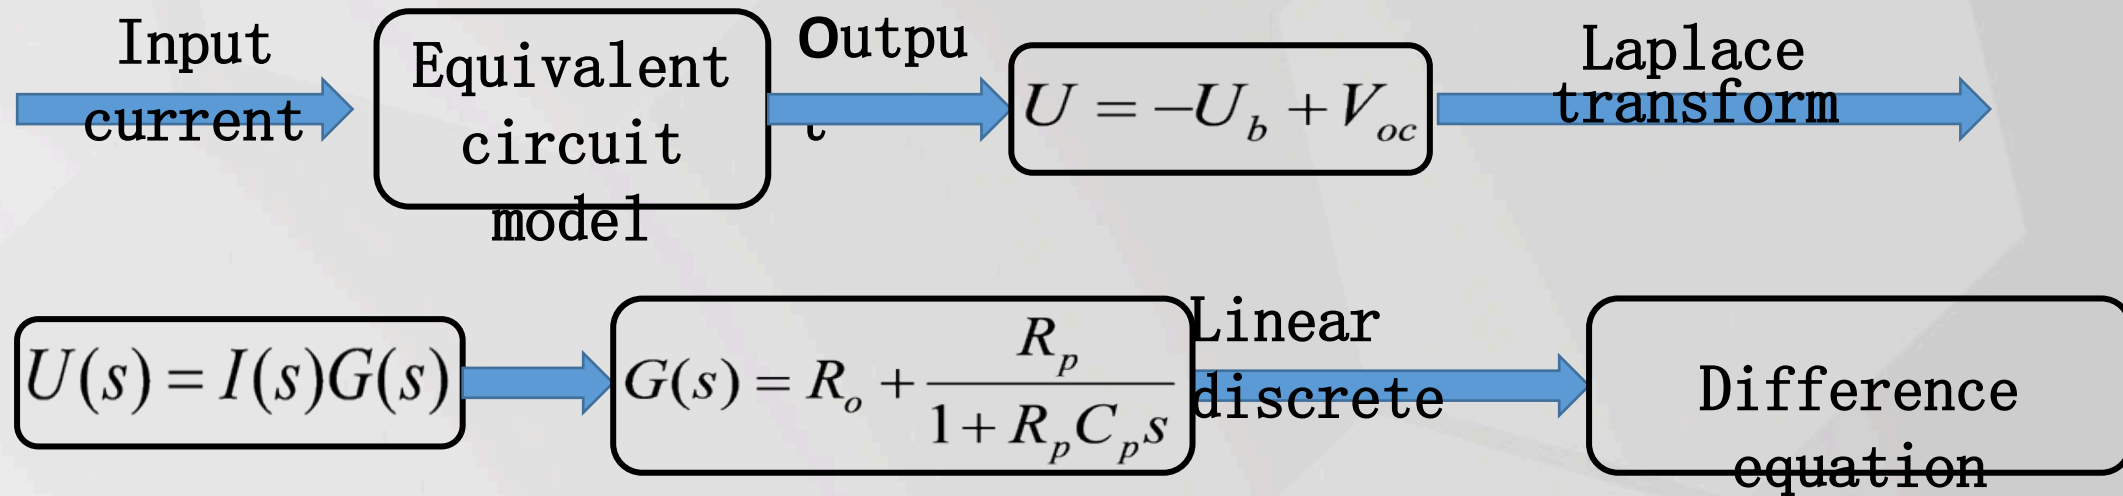 Input
current
Equivalent
circuit
model
Outpu
t
U = −U_b + V_oc
Laplace
transform
U(s) = I(s)G(s)
G(s) = R_o + R_p / (1 + R_p C_p s)
Linear
discrete
Difference
equation